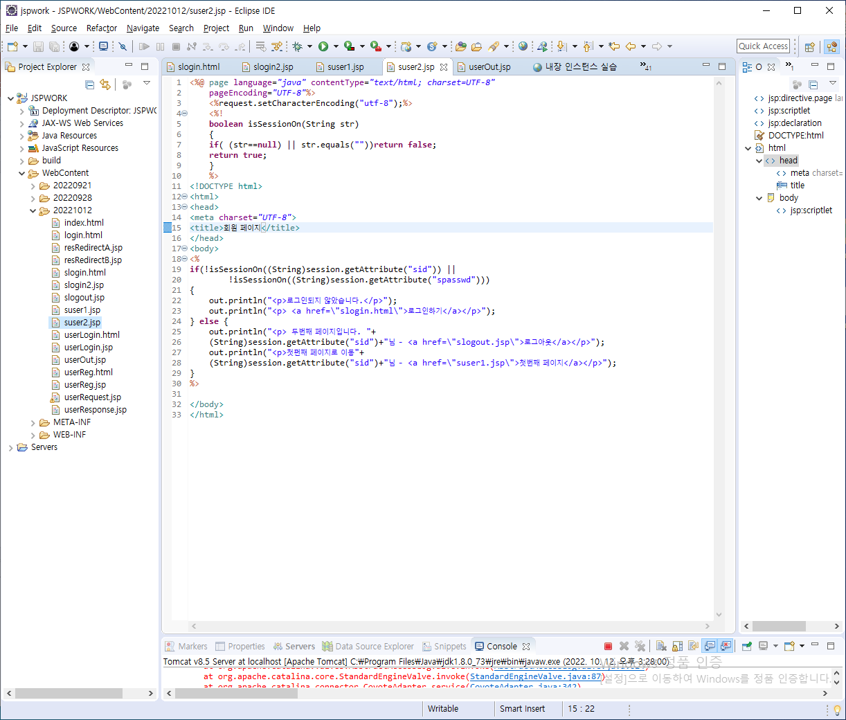 jspwork - JSPWORK/WebContent/20221012/suser2.jsp - Eclipse IDE
File Edit Source Refactor Navigate Search Project Run Window Help
Quick Access
Project Explorer
JSPWORK
Deployment Descriptor: JSPWC
JAX-WS Web Services
Java Resources
JavaScript Resources
build
WebContent
20220921
20220928
20221012
index.html
login.html
resRedirectA.jsp
resRedirectB.jsp
slogin.html
slogin2.jsp
slogout.jsp
suser1.jsp
suser2.jsp
userLogin.html
userLogin.jsp
userOut.jsp
userReg.html
userReg.jsp
userRequest.jsp
userResponse.jsp
META-INF
WEB-INF
Servers
slogin.html slogin2.jsp suser1.jsp suser2.jsp userOut.jsp 내장 인스턴스 실습 »41
1 <%@ page language="java" contentType="text/html; charset=UTF-8"
2 pageEncoding="UTF-8"%>
3 <%request.setCharacterEncoding("utf-8");%>
4 <%!
5 boolean isSessionOn(String str)
6 {
7 if( (str==null) || str.equals(""))return false;
8 return true;
9 }
10 %>
11 <!DOCTYPE html>
12 <html>
13 <head>
14 <meta charset="UTF-8">
15 <title>회원 페이지</title>
16 </head>
17 <body>
18 <%
19 if(!isSessionOn((String)session.getAttribute("sid")) ||
20 !isSessionOn((String)session.getAttribute("spasswd")))
21 {
22 out.println("<p>로그인되지 않았습니다.</p>");
23 out.println("<p> <a href=\"slogin.html\">로그인하기</a></p>");
24 } else {
25 out.println("<p> 두번째 페이지입니다. "+
26 (String)session.getAttribute("sid")+"님 - <a href=\"slogout.jsp\">로그아웃</a></p>");
27 out.println("<p>첫편째 페이지로 이동"+
28 (String)session.getAttribute("sid")+"님 - <a href=\"suser1.jsp\">첫번째 페이지</a></p>");
29 }
30 %>
31
32 </body>
33 </html>
O »1
jsp:directive.page lang
jsp:scriptlet
jsp:declaration
DOCTYPE:html
html
head
meta charset=
title
body
jsp:scriptlet
Markers Properties Servers Data Source Explorer Snippets Console
Tomcat v8.5 Server at localhost [Apache Tomcat] C:₩Program Files₩Java₩jdk1.8.0_73₩jre₩bin₩javaw.exe (2022. 10. 12. 오후 3:28:00)
정품 인증
at org.apache.catalina.core.StandardEngineValve.invoke(StandardEngineValve.java:87)
[설정]으로 이동하여 Windows를 정품 인증합니다.
at org.apache.catalina.connector.CoyoteAdapter.service(CoyoteAdapter.java:342)
Writable Smart Insert 15 : 22